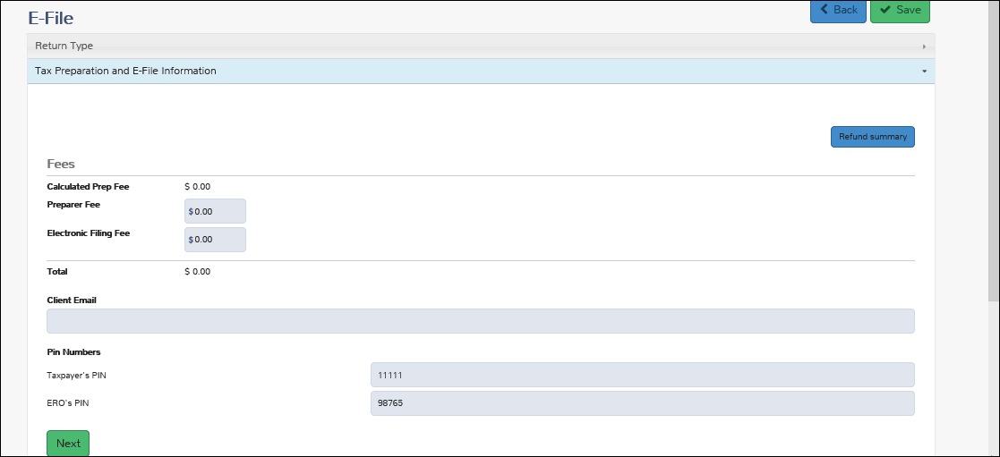 E-File
Back
Save
Return Type
Tax Preparation and E-File Information
Refund summary
Fees
Calculated Prep Fee $ 0.00
Preparer Fee $ 0.00
Electronic Filing Fee $ 0.00
Total $ 0.00
Client Email
Pin Numbers
Taxpayer's PIN 11111
ERO's PIN 98765
Next